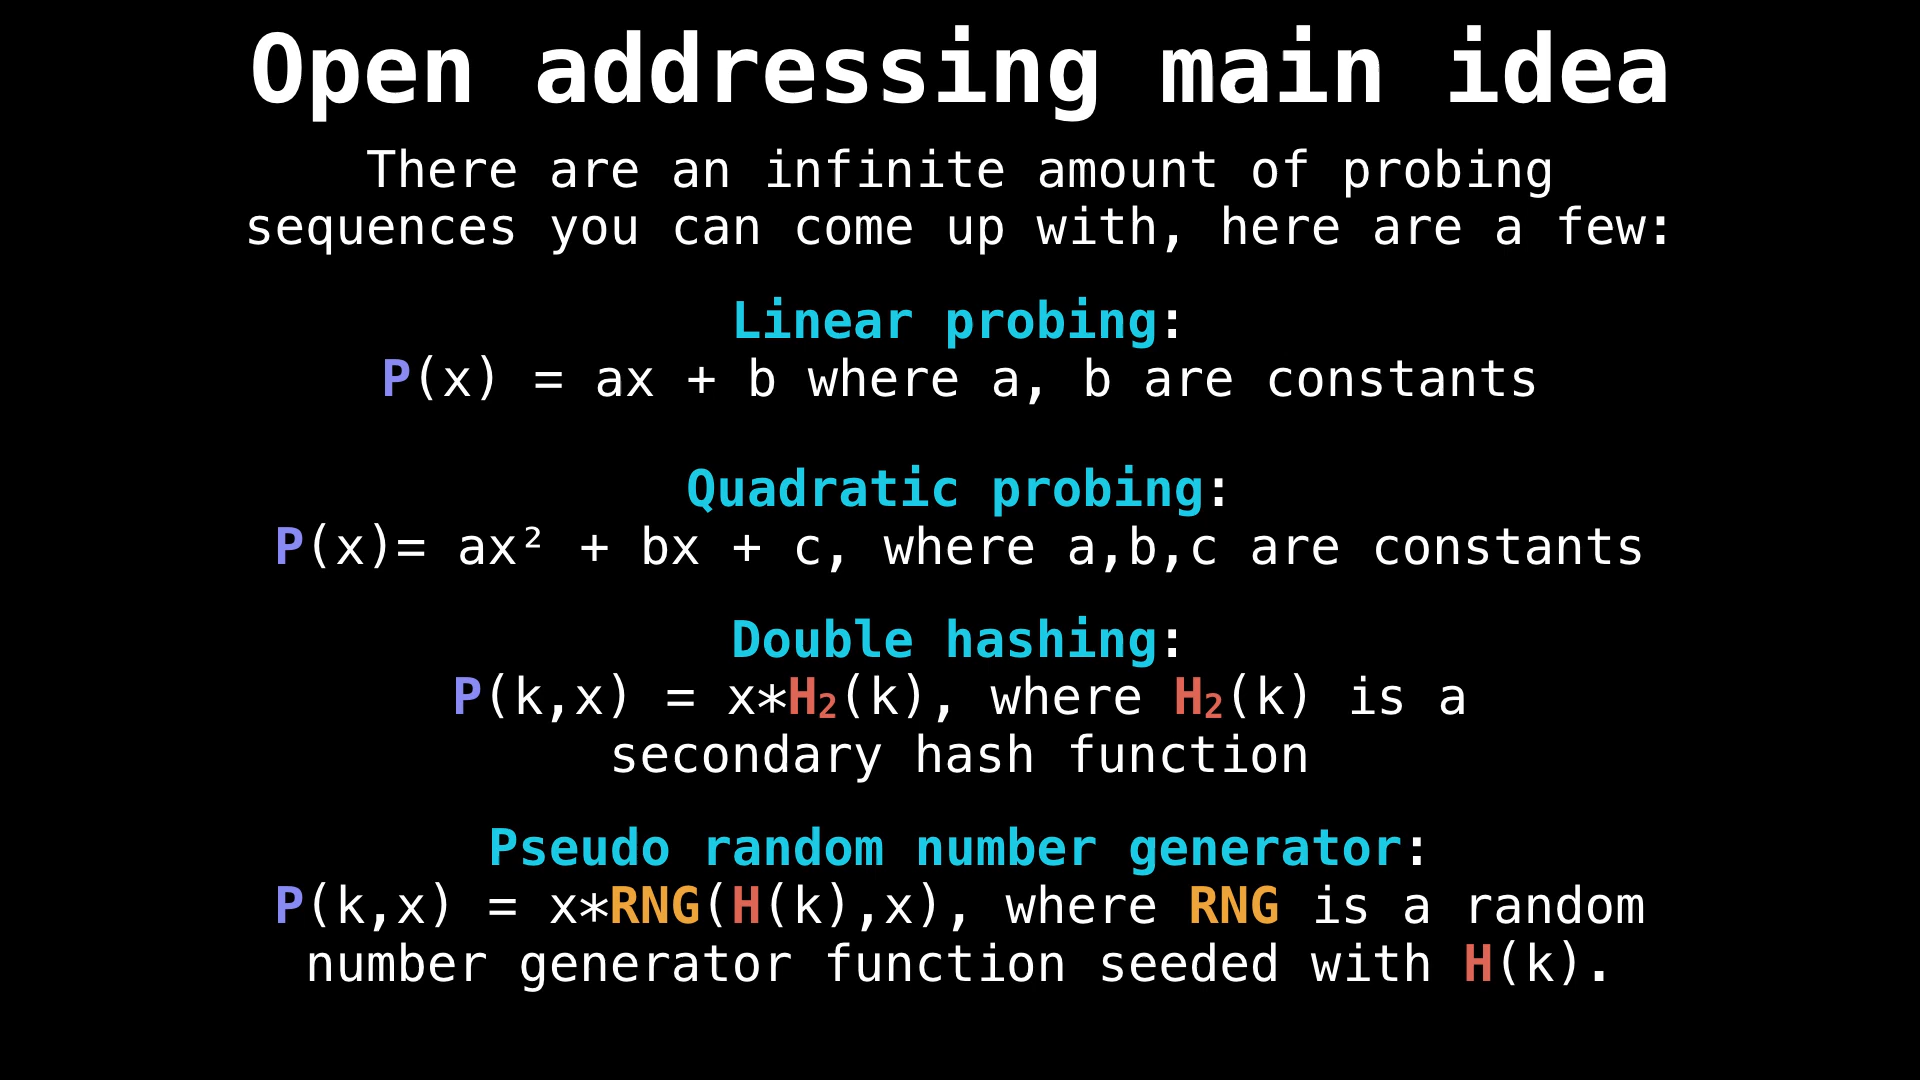 Open addressing main idea
There are an infinite amount of probing
sequences you can come up with, here are a few:
Linear probing:
P(x) = ax + b where a, b are constants
Quadratic probing:
P(x)= ax² + bx + c, where a,b,c are constants
Double hashing:
P(k,x) = x*H₂(k), where H₂(k) is a
secondary hash function
Pseudo random number generator:
P(k,x) = x*RNG(H(k),x), where RNG is a random
number generator function seeded with H(k).